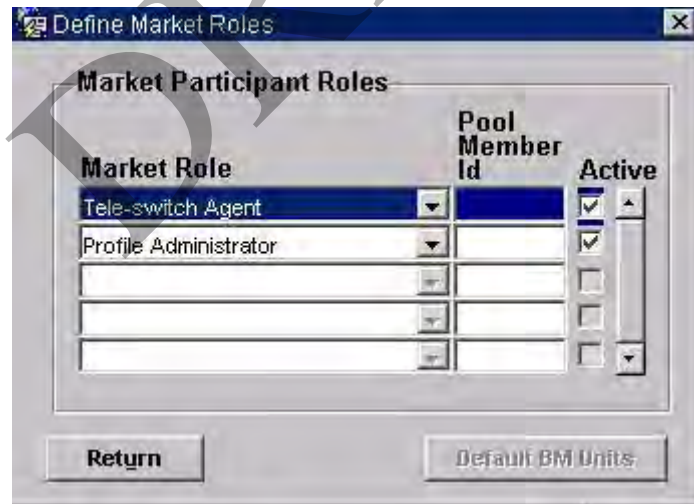 Define Market Roles
Market Participant Roles
Market Role
Pool
Member
Id
Active
Tele-switch Agent
Profile Administrator
Return
Default BM Units